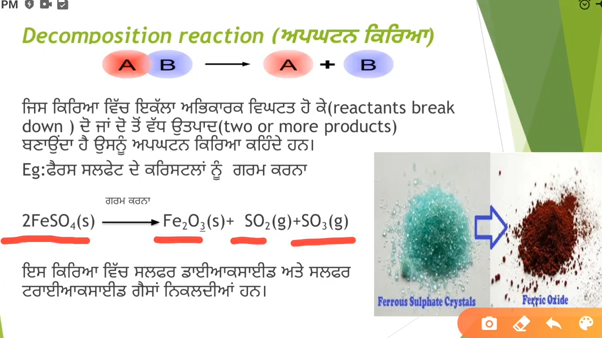 PM
Decomposition reaction (ਅਪਘਟਨ ਕਿਰਿਆ)
A B A + B
ਜਿਸ ਕਿਰਿਆ ਵਿੱਚ ਇਕੱਲਾ ਅਭਿਕਾਰਕ ਵਿਘਟਤ ਹੋ ਕੇ(reactants break
down ) ਦੋ ਜਾਂ ਦੋ ਤੋਂ ਵੱਧ ਉਤਪਾਦ(two or more products)
ਬਣਾਉਂਦਾ ਹੈ ਉਸਨੂੰ ਅਪਘਟਨ ਕਿਰਿਆ ਕਹਿੰਦੇ ਹਨ।
Eg:ਫੈਰਸ ਸਲਫੇਟ ਦੇ ਕਰਿਸਟਲਾਂ ਨੂੰ ਗਰਮ ਕਰਨਾ
ਗਰਮ ਕਰਨਾ
2FeSO₄(s) ⟶ Fe₂O₃(s)+ SO₂(g)+SO₃(g)
ਇਸ ਕਿਰਿਆ ਵਿੱਚ ਸਲਫਰ ਡਾਈਆਕਸਾਈਡ ਅਤੇ ਸਲਫਰ
ਟਰਾਈਆਕਸਾਈਡ ਗੈਸਾਂ ਨਿਕਲਦੀਆਂ ਹਨ।
Ferrous Sulphate Crystals
Ferric Oxide